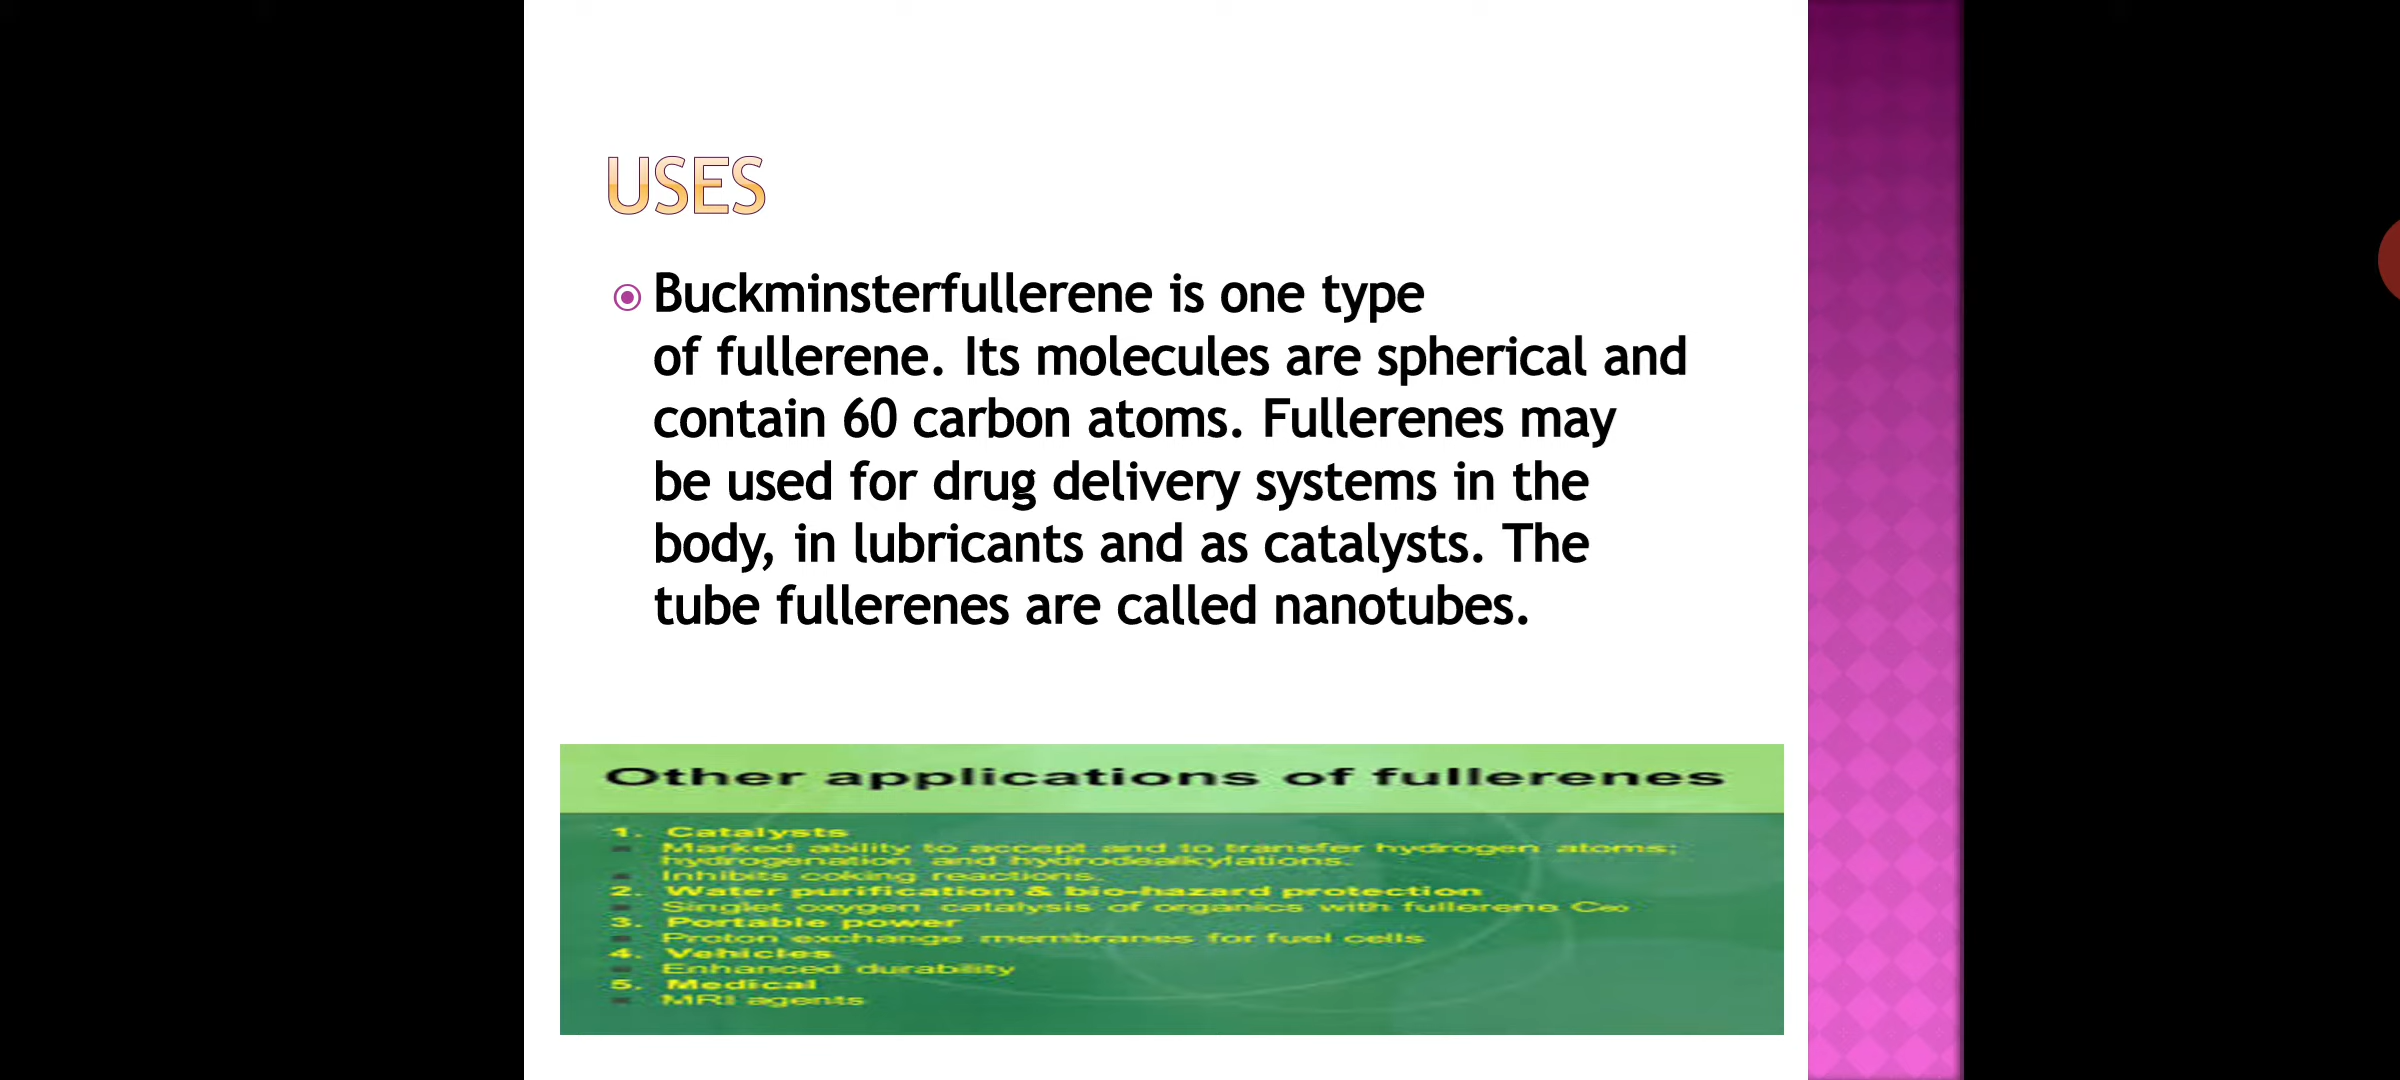 USES
Buckminsterfullerene is one type
of fullerene. Its molecules are spherical and
contain 60 carbon atoms. Fullerenes may
be used for drug delivery systems in the
body, in lubricants and as catalysts. The
tube fullerenes are called nanotubes.
Other applications of fullerenes
1. Catalysts
Marked ability to accept and to transfer hydrogen atoms;
hydrogenation and hydrodealkylations.
Inhibits coking reactions.
2. Water purification & bio-hazard protection
Singlet oxygen catalysis of organics with fullerene C₆₀
3. Portable power
Proton exchange membranes for fuel cells
4. Vehicles
Enhanced durability
5. Medical
MRI agents